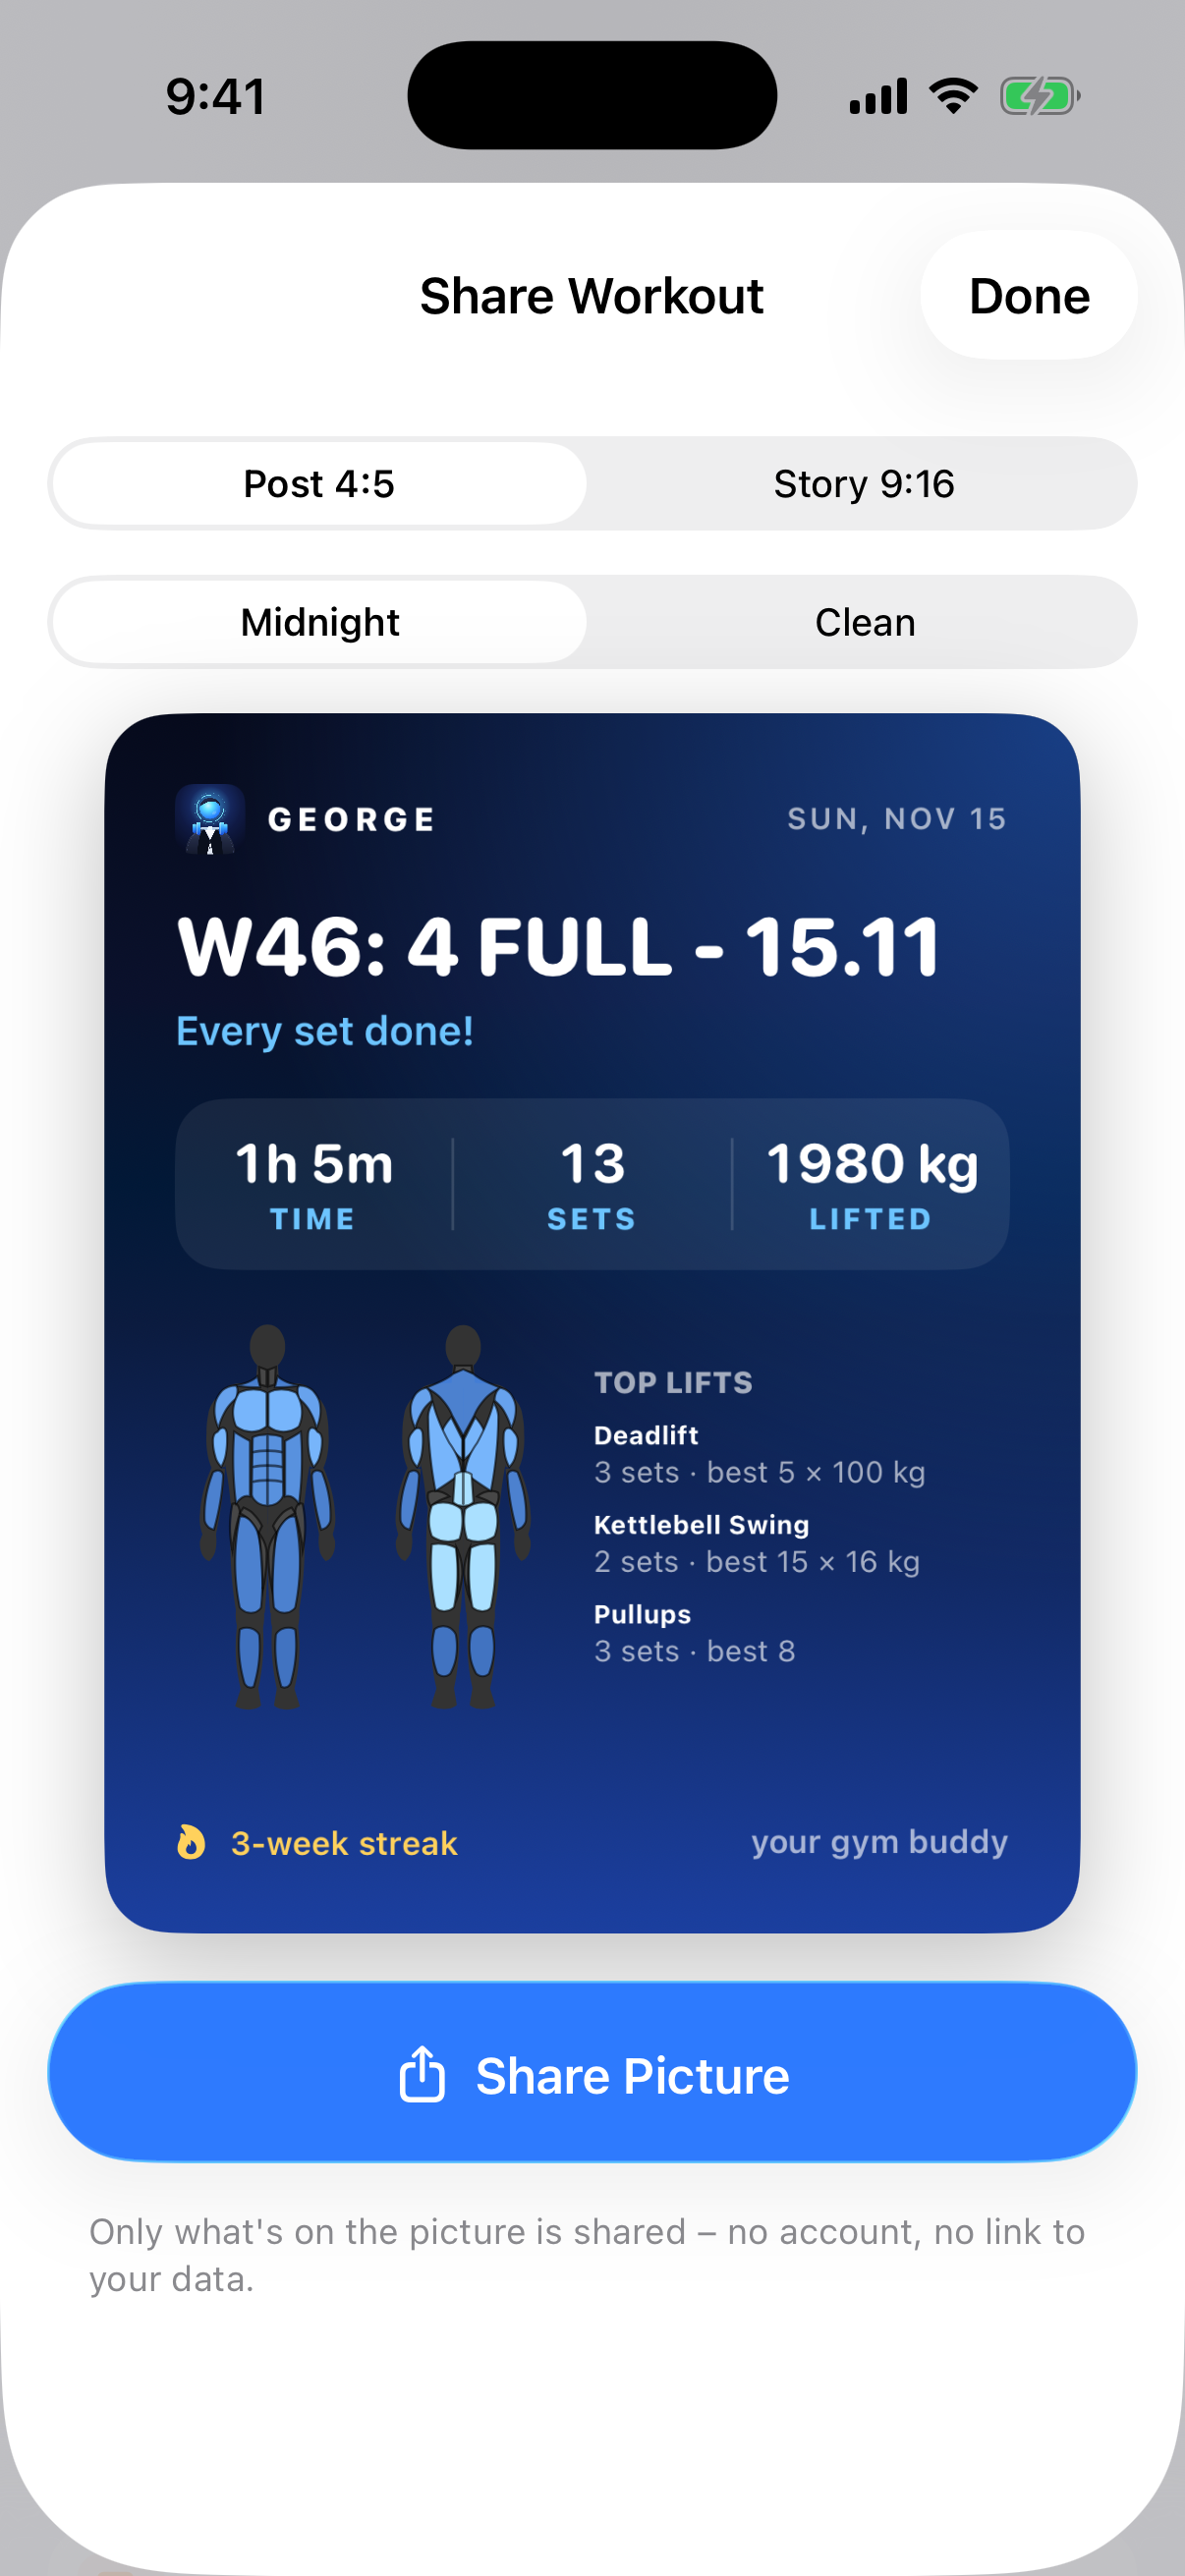 9:41
Share Workout
Done
Post 4:5
Story 9:16
Midnight
Clean
GEORGE
SUN, NOV 15
W46: 4 FULL - 15.11
Every set done!
1h 5m
TIME
13
SETS
1980 kg
LIFTED
TOP LIFTS
Deadlift
3 sets · best 5 × 100 kg
Kettlebell Swing
2 sets · best 15 × 16 kg
Pullups
3 sets · best 8
3-week streak
your gym buddy
Share Picture
Only what's on the picture is shared – no account, no link to
your data.